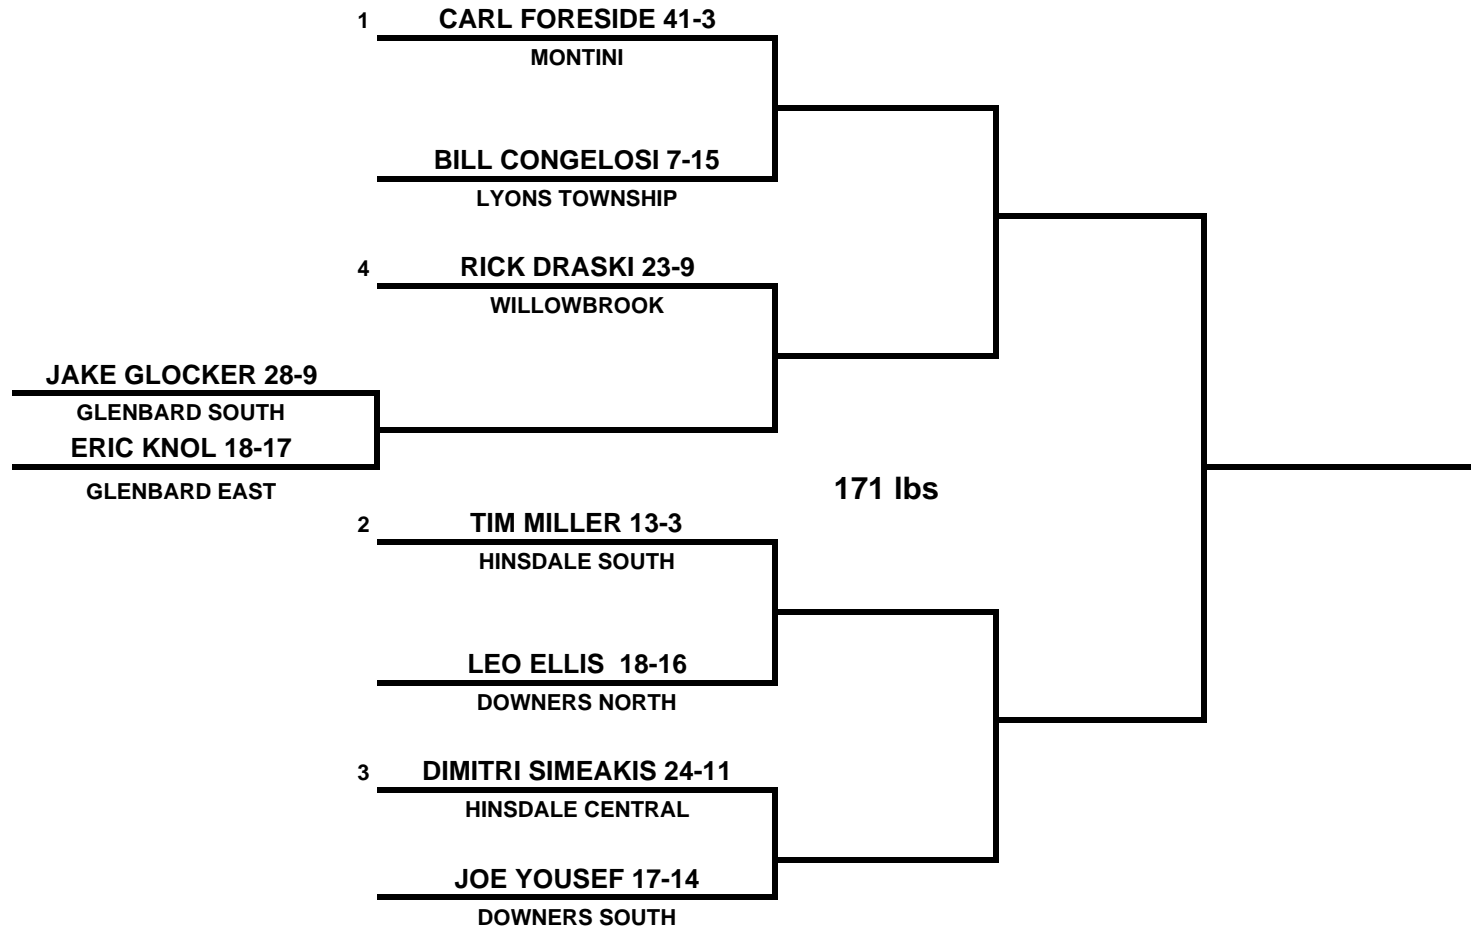 1 CARL FORESIDE 41-3
MONTINI
BILL CONGELOSI 7-15
LYONS TOWNSHIP
4 RICK DRASKI 23-9
WILLOWBROOK
JAKE GLOCKER 28-9
GLENBARD SOUTH
ERIC KNOL 18-17
GLENBARD EAST
171 lbs
2 TIM MILLER 13-3
HINSDALE SOUTH
LEO ELLIS  18-16
DOWNERS NORTH
3 DIMITRI SIMEAKIS 24-11
HINSDALE CENTRAL
JOE YOUSEF 17-14
DOWNERS SOUTH